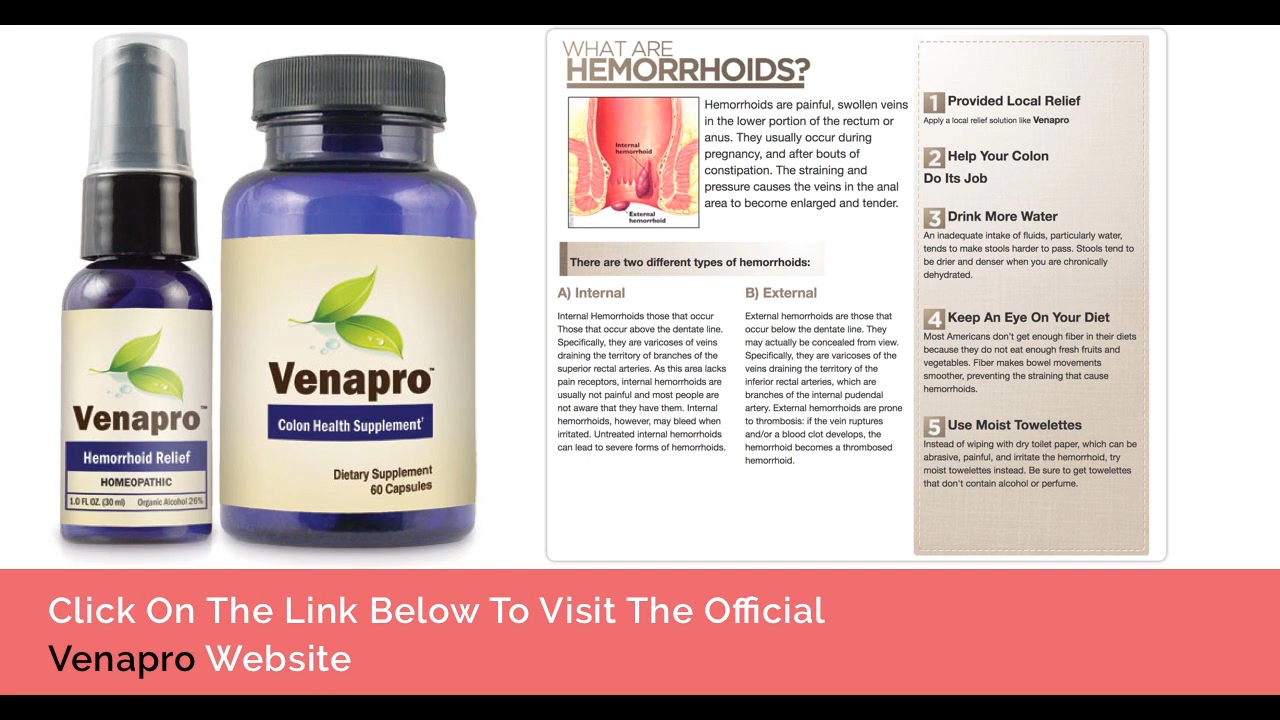 Venapro™
Hemorrhoid Relief
HOMEOPATHIC
1.0 FL OZ. (30 ml) Organic Alcohol 26%
Venapro™
Colon Health Supplement†
Dietary Supplement
60 Capsules
WHAT ARE
HEMORRHOIDS?
Internal
hemorrhoid
External
hemorrhoid
Hemorrhoids are painful, swollen veins
in the lower portion of the rectum or
anus. They usually occur during
pregnancy, and after bouts of
constipation. The straining and
pressure causes the veins in the anal
area to become enlarged and tender.
There are two different types of hemorrhoids:
A) Internal
Internal Hemorrhoids those that occur
Those that occur above the dentate line.
Specifically, they are varicoses of veins
draining the territory of branches of the
superior rectal arteries. As this area lacks
pain receptors, internal hemorrhoids are
usually not painful and most people are
not aware that they have them. Internal
hemorrhoids, however, may bleed when
irritated. Untreated internal hemorrhoids
can lead to severe forms of hemorrhoids.
B) External
External hemorrhoids are those that
occur below the dentate line. They
may actually be concealed from view.
Specifically, they are varicoses of the
veins draining the territory of the
inferior rectal arteries, which are
branches of the internal pudendal
artery. External hemorrhoids are prone
to thrombosis: if the vein ruptures
and/or a blood clot develops, the
hemorrhoid becomes a thrombosed
hemorrhoid.
1 Provided Local Relief
Apply a local relief solution like Venapro
2 Help Your Colon
Do Its Job
3 Drink More Water
An inadequate intake of fluids, particularly water,
tends to make stools harder to pass. Stools tend to
be drier and denser when you are chronically
dehydrated.
4 Keep An Eye On Your Diet
Most Americans don't get enough fiber in their diets
because they do not eat enough fresh fruits and
vegetables. Fiber makes bowel movements
smoother, preventing the straining that cause
hemorrhoids.
5 Use Moist Towelettes
Instead of wiping with dry toilet paper, which can be
abrasive, painful, and irritate the hemorrhoid, try
moist towelettes instead. Be sure to get towelettes
that don't contain alcohol or perfume.
Click On The Link Below To Visit The Official
Venapro Website